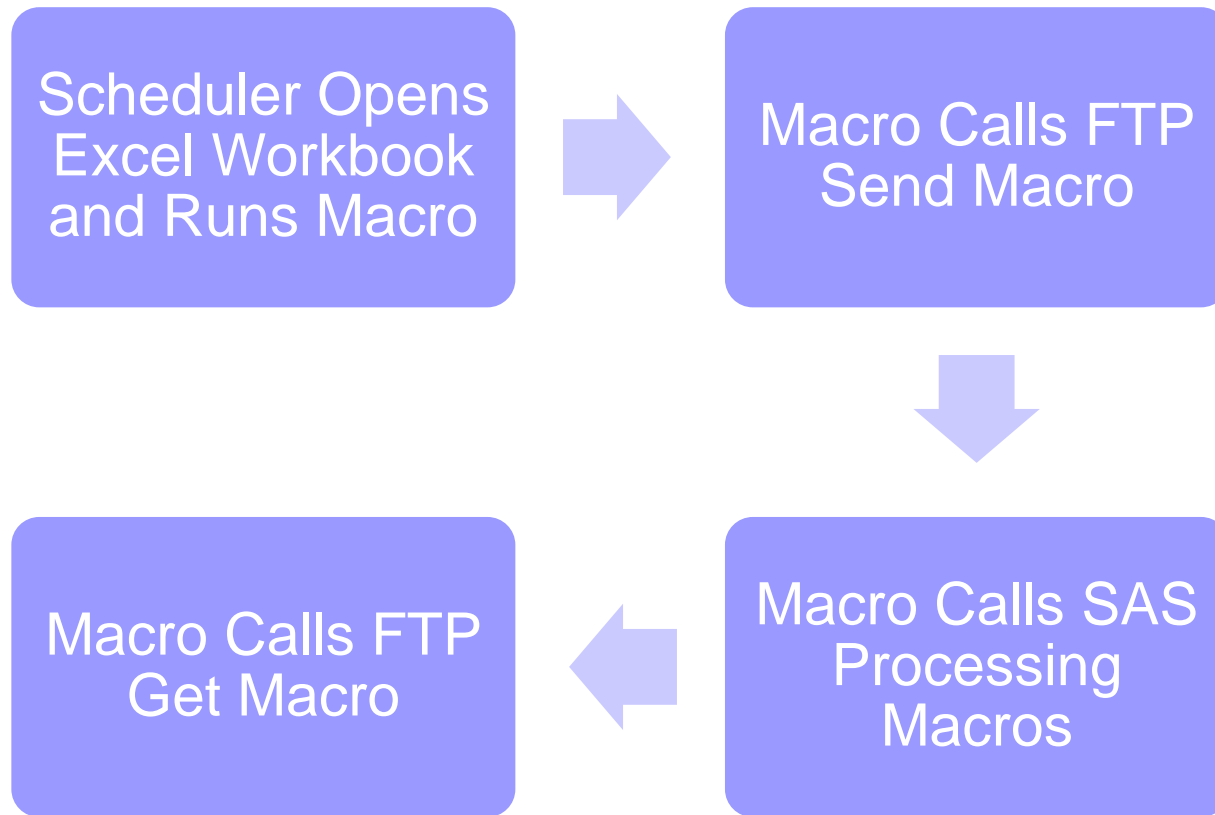 Scheduler Opens
Excel Workbook
and Runs Macro
Macro Calls FTP
Send Macro
Macro Calls SAS
Processing
Macros
Macro Calls FTP
Get Macro